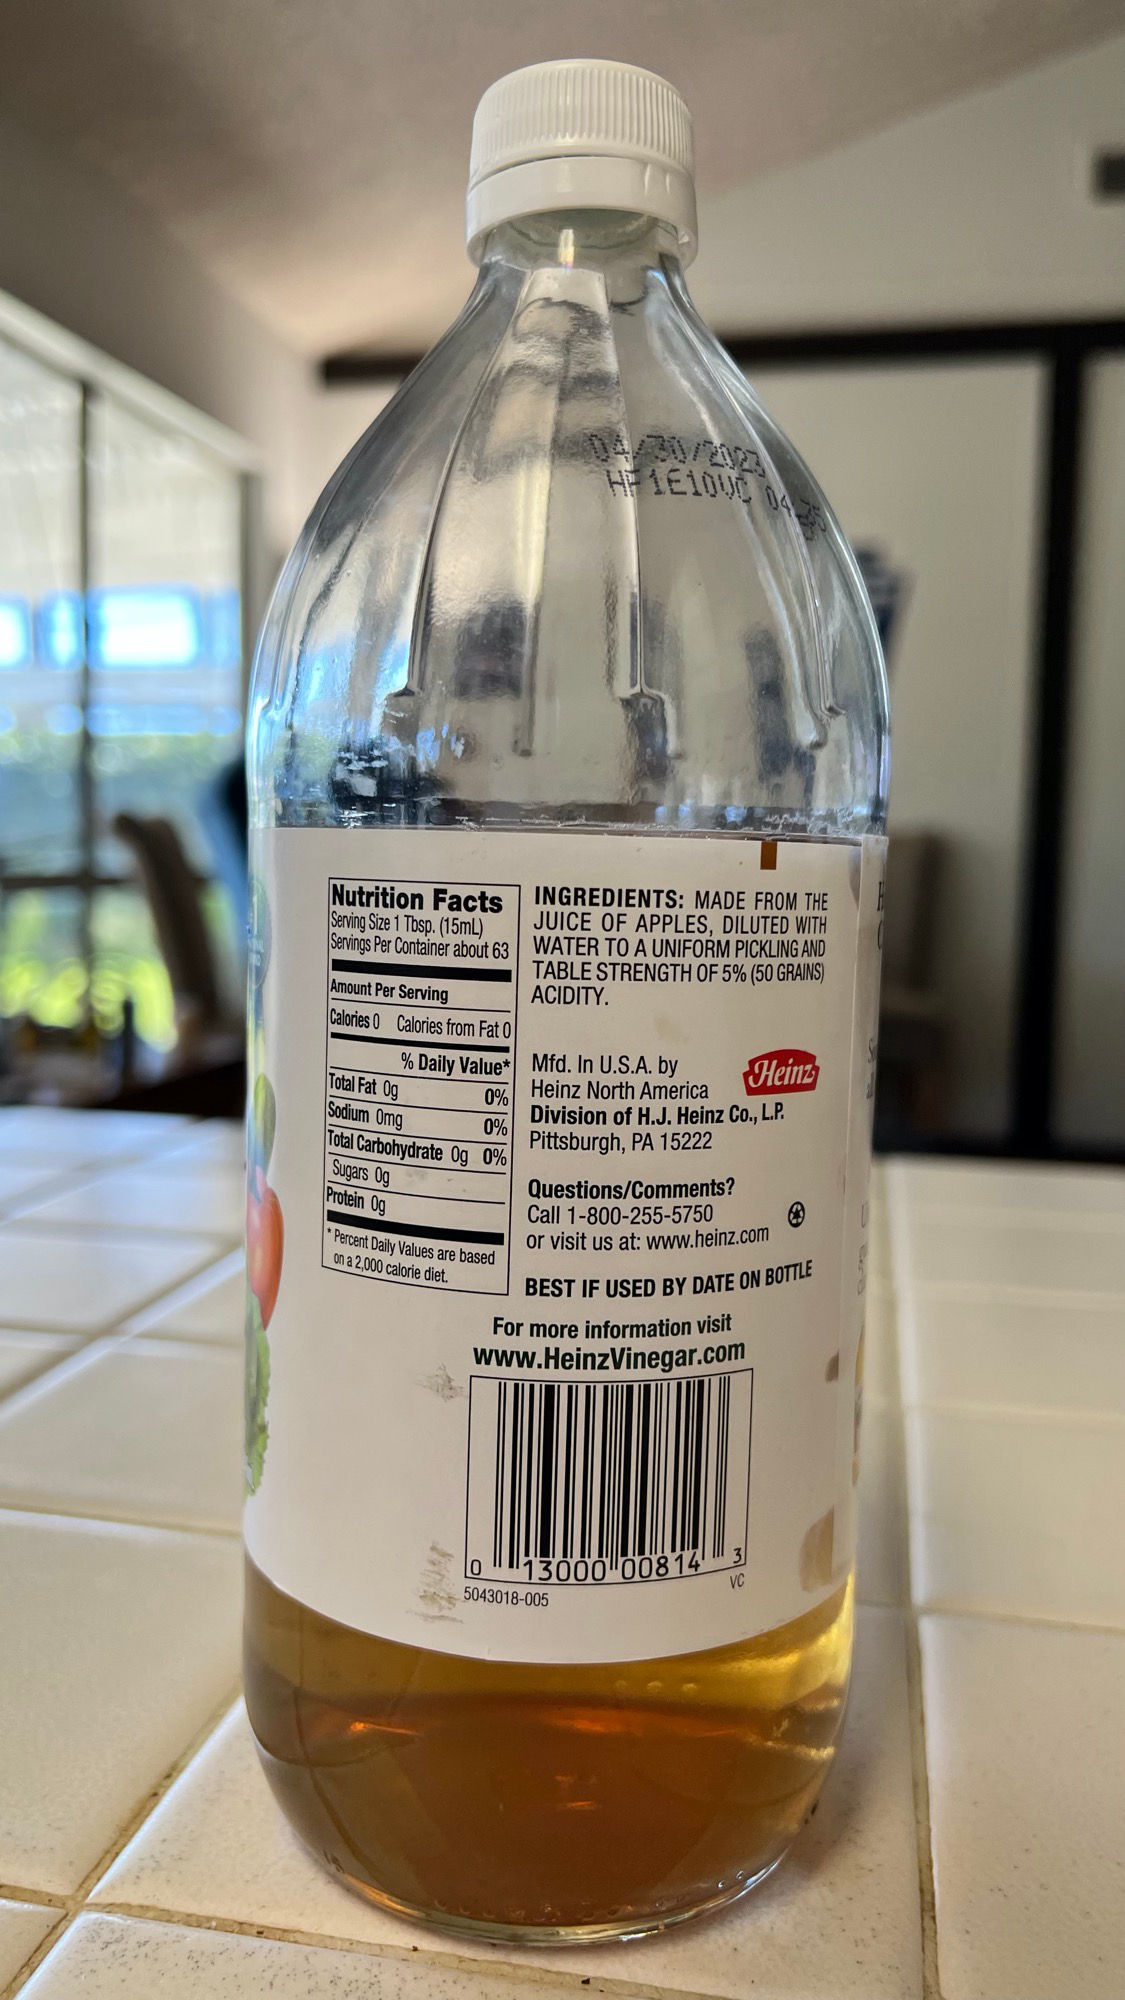 04/30/2023
HF1E10VC 04
Nutrition Facts
Serving Size 1 Tbsp. (15mL)
Servings Per Container about 63
Amount Per Serving
Calories 0 Calories from Fat 0
% Daily Value*
Total Fat 0g 0%
Sodium 0mg 0%
Total Carbohydrate 0g 0%
Sugars 0g
Protein 0g
* Percent Daily Values are based
on a 2,000 calorie diet.
INGREDIENTS: MADE FROM THE
JUICE OF APPLES, DILUTED WITH
WATER TO A UNIFORM PICKLING AND
TABLE STRENGTH OF 5% (50 GRAINS)
ACIDITY.
Mfd. In U.S.A. by
Heinz North America
Division of H.J. Heinz Co., L.P.
Pittsburgh, PA 15222
Heinz
Questions/Comments?
Call 1-800-255-5750
or visit us at: www.heinz.com
BEST IF USED BY DATE ON BOTTLE
For more information visit
www.HeinzVinegar.com
0 13000 00814 3
5043018-005
VC